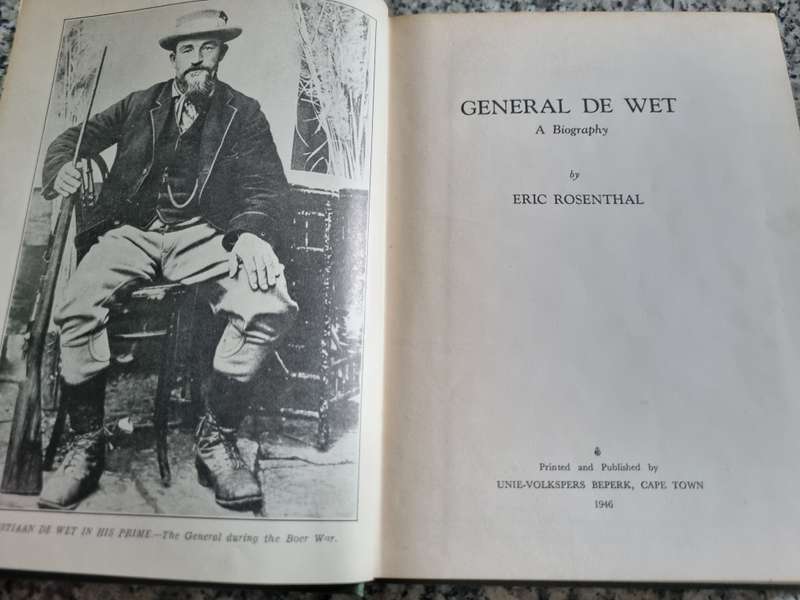 STIAAN DE WET IN HIS PRIME.—The General during the Boer War.
GENERAL DE WET
A Biography
by
ERIC ROSENTHAL
Printed and Published by
UNIE-VOLKSPERS BEPERK, CAPE TOWN
1946